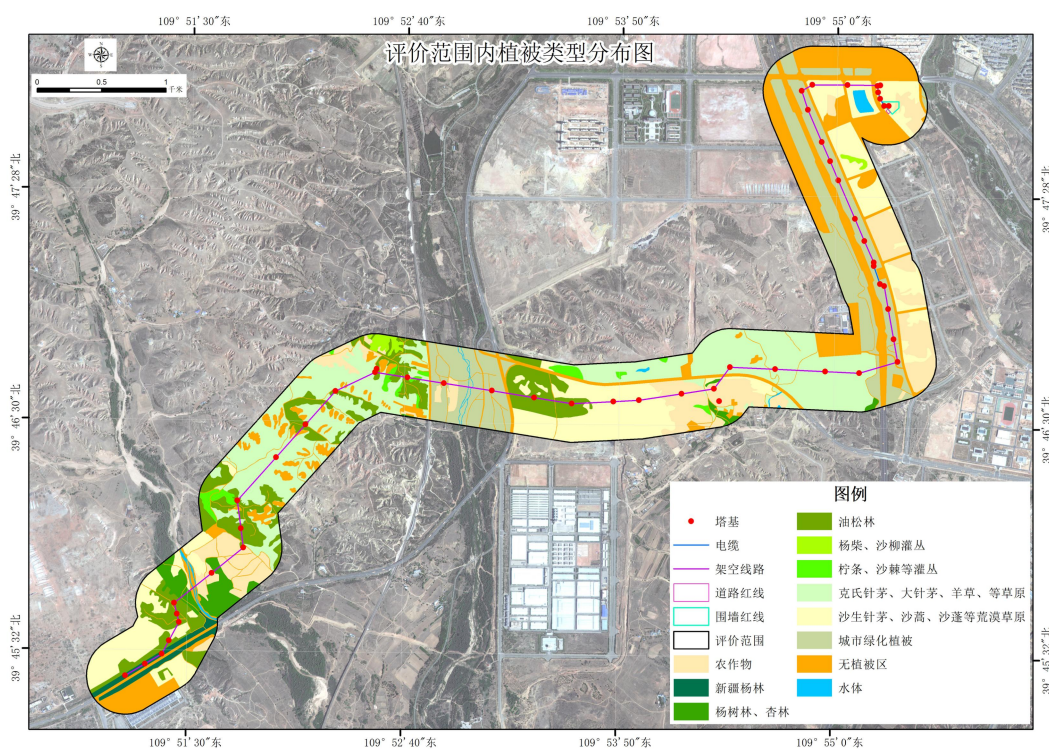 109° 51′30″东
109° 52′40″东
109° 53′50″东
109° 55′0″东
评价范围内植被类型分布图
0
0.5
1
千米
39° 47′28″北
39° 47′28″北
39° 46′30″北
39° 46′30″北
39° 45′32″北
39° 45′32″北
图例
塔基
电缆
架空线路
道路红线
围墙红线
评价范围
农作物
新疆杨林
杨树林、杏林
油松林
杨柴、沙柳灌丛
柠条、沙棘等灌丛
克氏针茅、大针茅、羊草、等草原
沙生针茅、沙蒿、沙蓬等荒漠草原
城市绿化植被
无植被区
水体
109° 51′30″东
109° 52′40″东
109° 53′50″东
109° 55′0″东